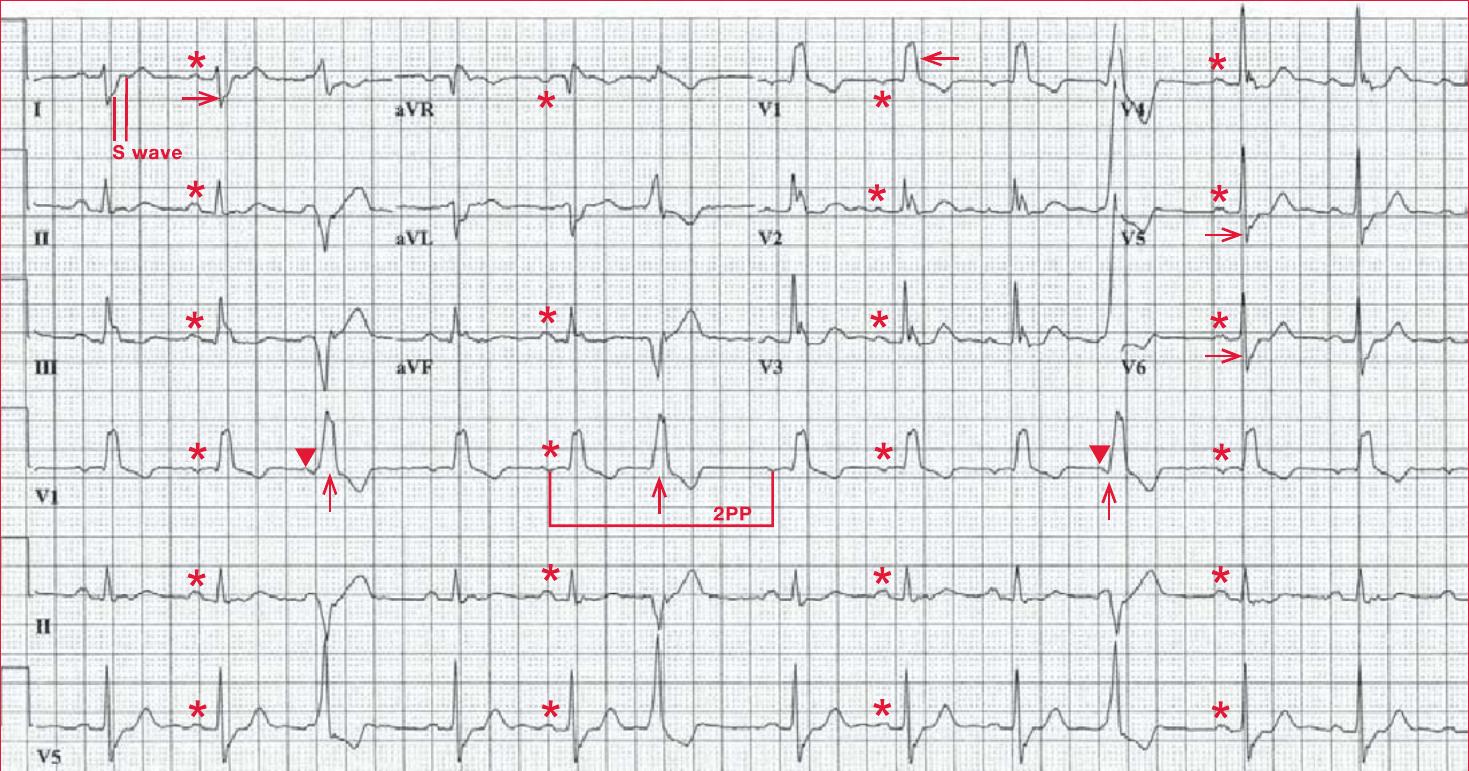 I aVR V1 V4
S wave
II aVL V2 V5
III aVF V3 V6
V1
2PP
II
V5